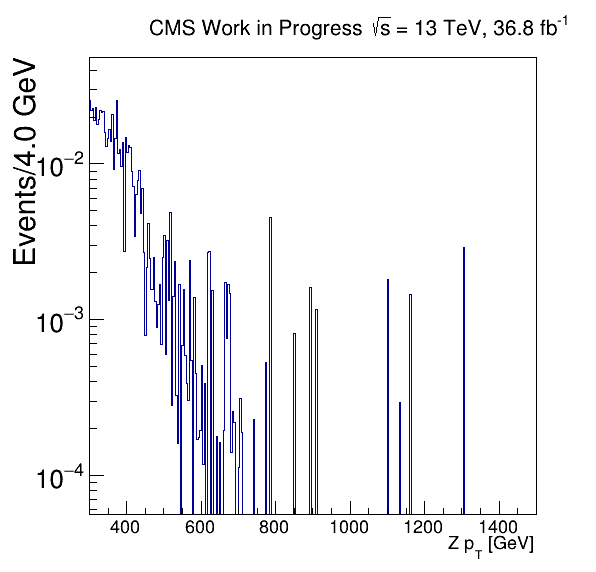 CMS Work in Progress √s = 13 TeV, 36.8 fb⁻¹
Events/4.0 GeV
10⁻²
10⁻³
10⁻⁴
400 600 800 1000 1200 1400
Z p_T [GeV]